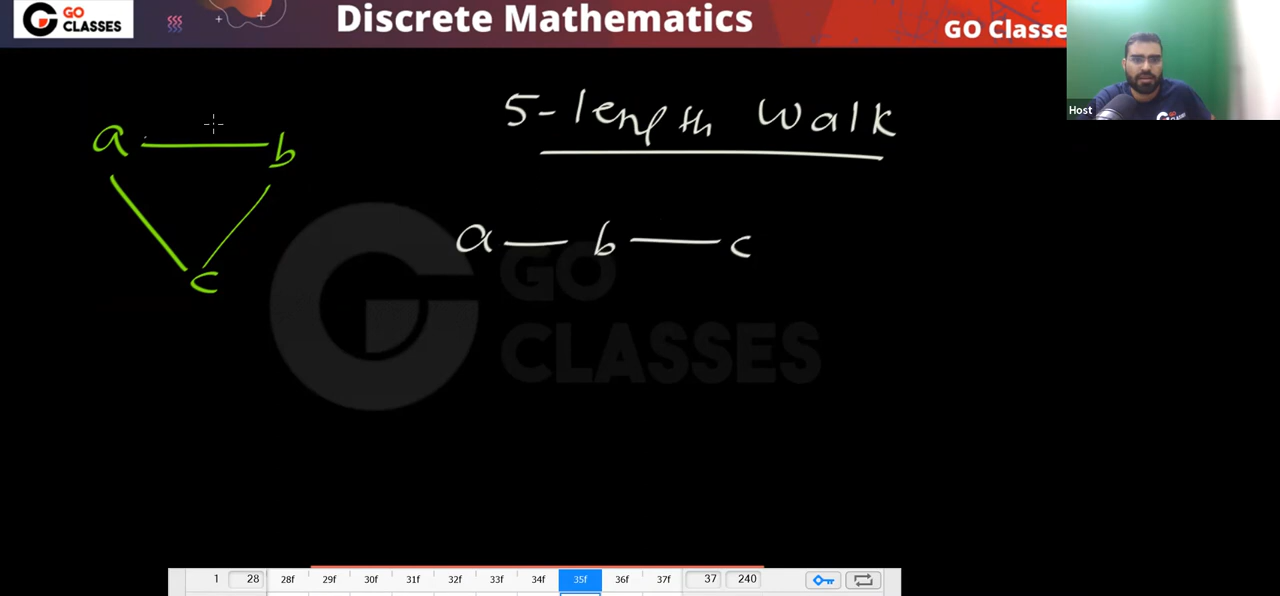 GO CLASSES
Discrete Mathematics
GO Classe
Host
5-length Walk
a b
c
a — b — c
GO
CLASSES
1 28 28f 29f 30f 31f 32f 33f 34f 35f 36f 37f 37 240